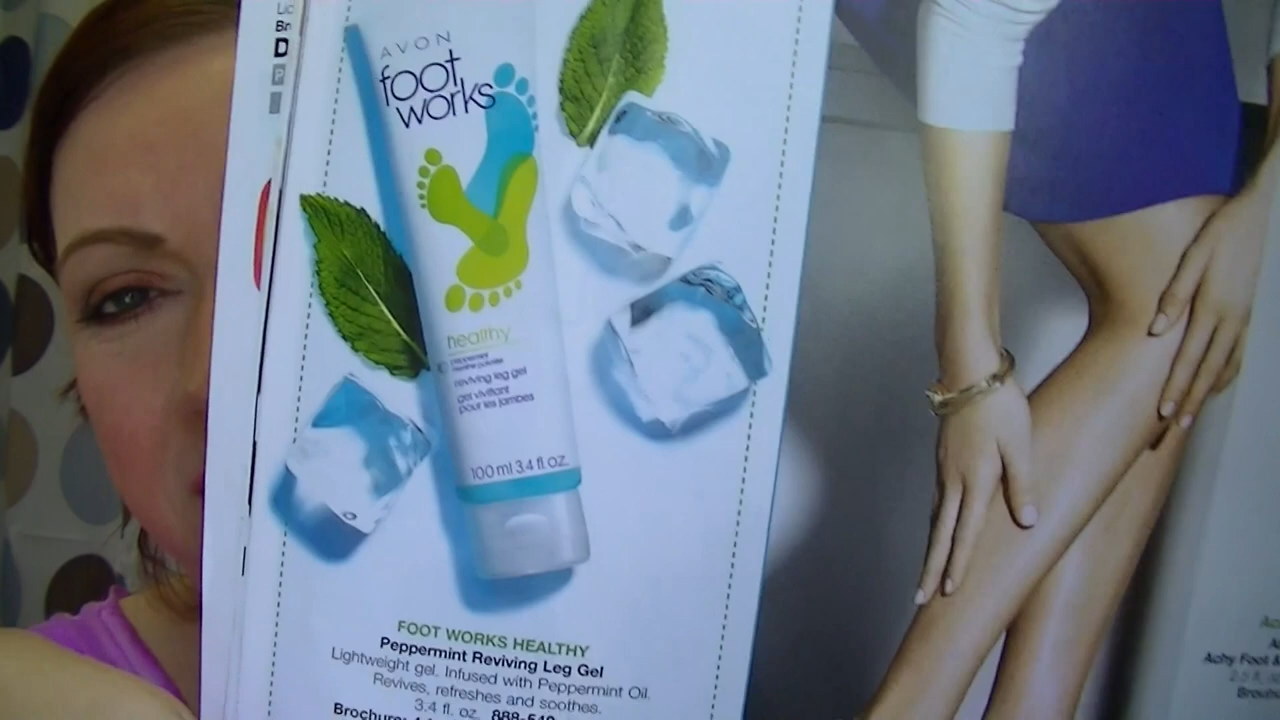 AVON
foot
works
healthy
peppermint
reviving leg gel
gel vivifiant
pour les jambes
100 ml 3.4 fl. oz.
FOOT WORKS HEALTHY
Peppermint Reviving Leg Gel
Lightweight gel. Infused with Peppermint Oil.
Revives, refreshes and soothes.
3.4 fl. oz.
Brochure:
Achy Foot &